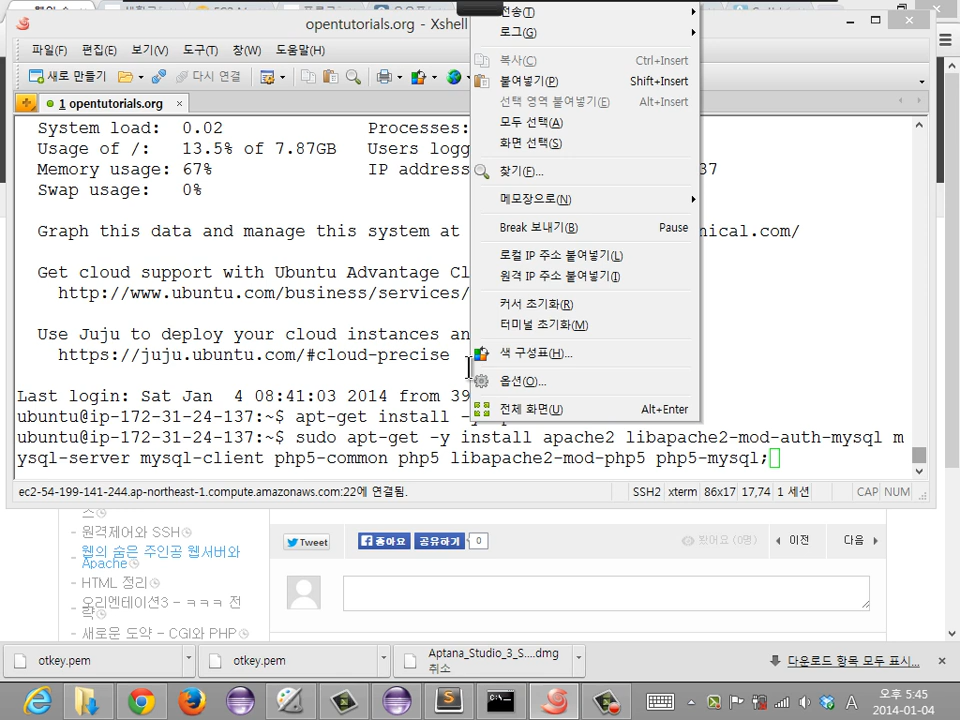 opentutorials.org - Xshell
파일(F) 편집(E) 보기(V) 도구(T) 창(W) 도움말(H)
새로 만들기 다시 연결
1 opentutorials.org
System load: 0.02 Processes:
Usage of /: 13.5% of 7.87GB Users logg
Memory usage: 67% IP address 37
Swap usage: 0%
Graph this data and manage this system at nical.com/
Get cloud support with Ubuntu Advantage Cl
http://www.ubuntu.com/business/services/
Use Juju to deploy your cloud instances an
https://juju.ubuntu.com/#cloud-precise
Last login: Sat Jan 4 08:41:03 2014 from 39
ubuntu@ip-172-31-24-137:~$ apt-get install -
ubuntu@ip-172-31-24-137:~$ sudo apt-get -y install apache2 libapache2-mod-auth-mysql m
ysql-server mysql-client php5-common php5 libapache2-mod-php5 php5-mysql;
전송(T)
로그(G)
복사(C) Ctrl+Insert
붙여넣기(P) Shift+Insert
선택 영역 붙여넣기(E) Alt+Insert
모두 선택(A)
화면 선택(S)
찾기(F)...
메모장으로(N)
Break 보내기(B) Pause
로컬 IP 주소 붙여넣기(L)
원격 IP 주소 붙여넣기(I)
커서 초기화(R)
터미널 초기화(M)
색 구성표(H)...
옵션(O)...
전체 화면(U) Alt+Enter
ec2-54-199-141-244.ap-northeast-1.compute.amazonaws.com:22에 연결됨. SSH2 xterm 86x17 17,74 1 세션 CAP NUM
스
- 원격제어와 SSH
- 웹의 숨은 주인공 웹서버와
Apache
- HTML 정리
- 오리엔테이션3 - ㅋㅋㅋ 전
략
- 새로운 도약 - CGI와 PHP
Tweet 좋아요 공유하기 0 봤어요 (0명) 이전 다음
otkey.pem otkey.pem Aptana_Studio_3_S....dmg
취소
다운로드 항목 모두 표시...
A 오후 5:45
2014-01-04